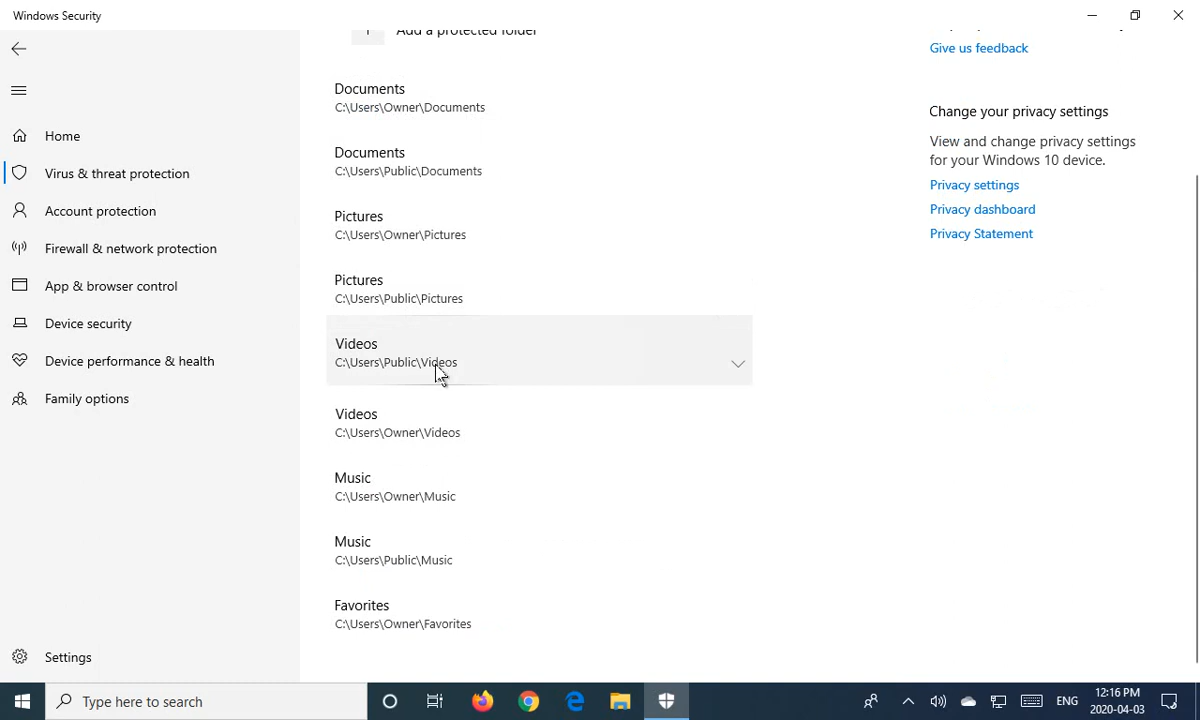 Windows Security
Add a protected folder
Give us feedback
Documents
C:\Users\Owner\Documents
Documents
C:\Users\Public\Documents
Pictures
C:\Users\Owner\Pictures
Pictures
C:\Users\Public\Pictures
Videos
C:\Users\Public\Videos
Videos
C:\Users\Owner\Videos
Music
C:\Users\Owner\Music
Music
C:\Users\Public\Music
Favorites
C:\Users\Owner\Favorites
Change your privacy settings
View and change privacy settings
for your Windows 10 device.
Privacy settings
Privacy dashboard
Privacy Statement
Home
Virus & threat protection
Account protection
Firewall & network protection
App & browser control
Device security
Device performance & health
Family options
Settings
Type here to search
ENG
12:16 PM
2020-04-03